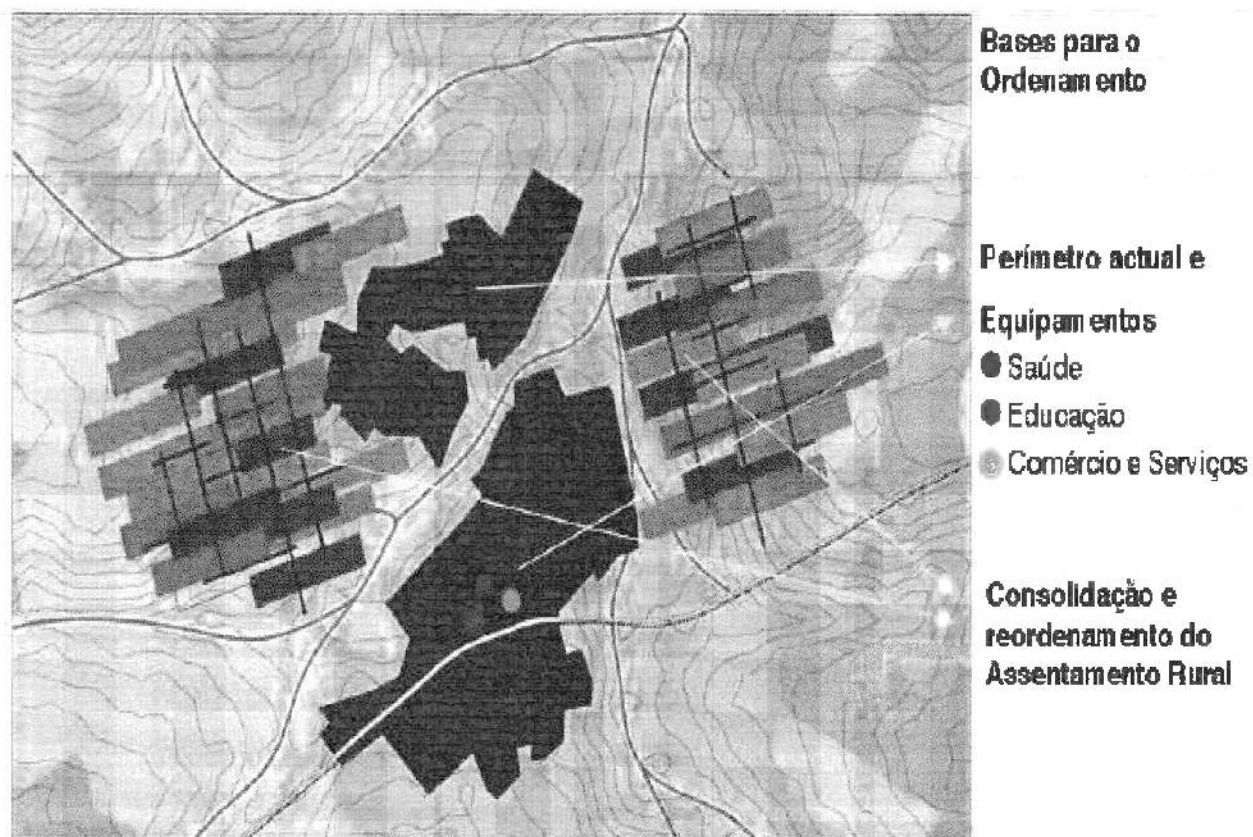 Bases para o
Ordenamento
Perímetro actual e
Equipamentos
Saúde
Educação
Comércio e Serviços
Consolidação e
reordenamento do
Assentamento Rural